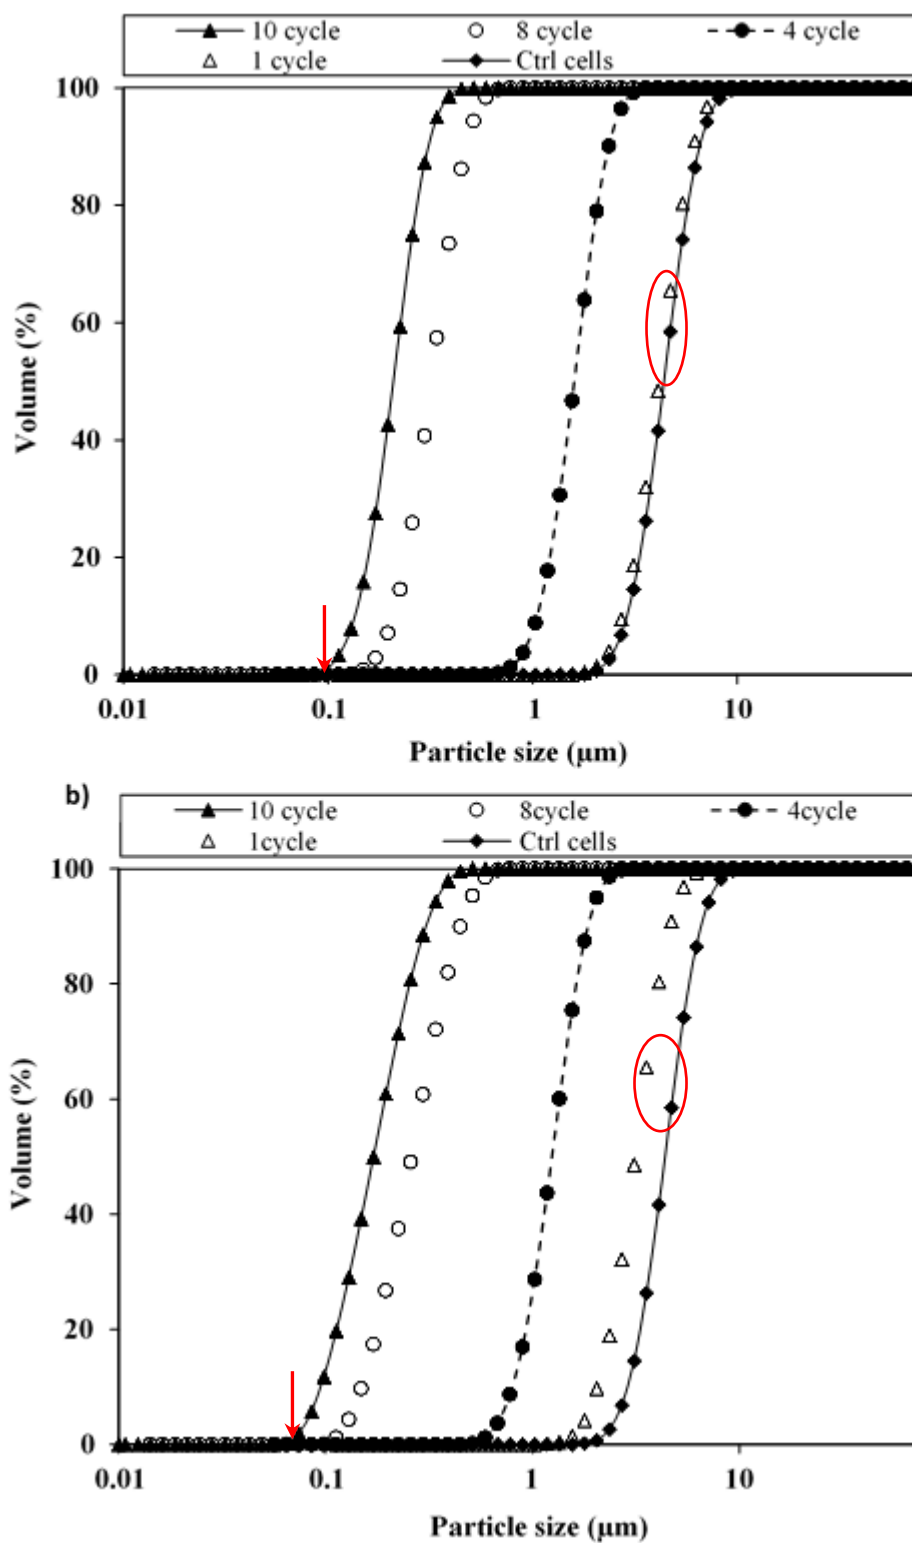 10 cycle 8 cycle 4 cycle
1 cycle Ctrl cells
100
80
60
40
20
0
Volume (%)
0.01 0.1 1 10
Particle size (μm)
b)
10 cycle 8cycle 4cycle
1cycle Ctrl cells
100
80
60
40
20
0
Volume (%)
0.01 0.1 1 10
Particle size (μm)